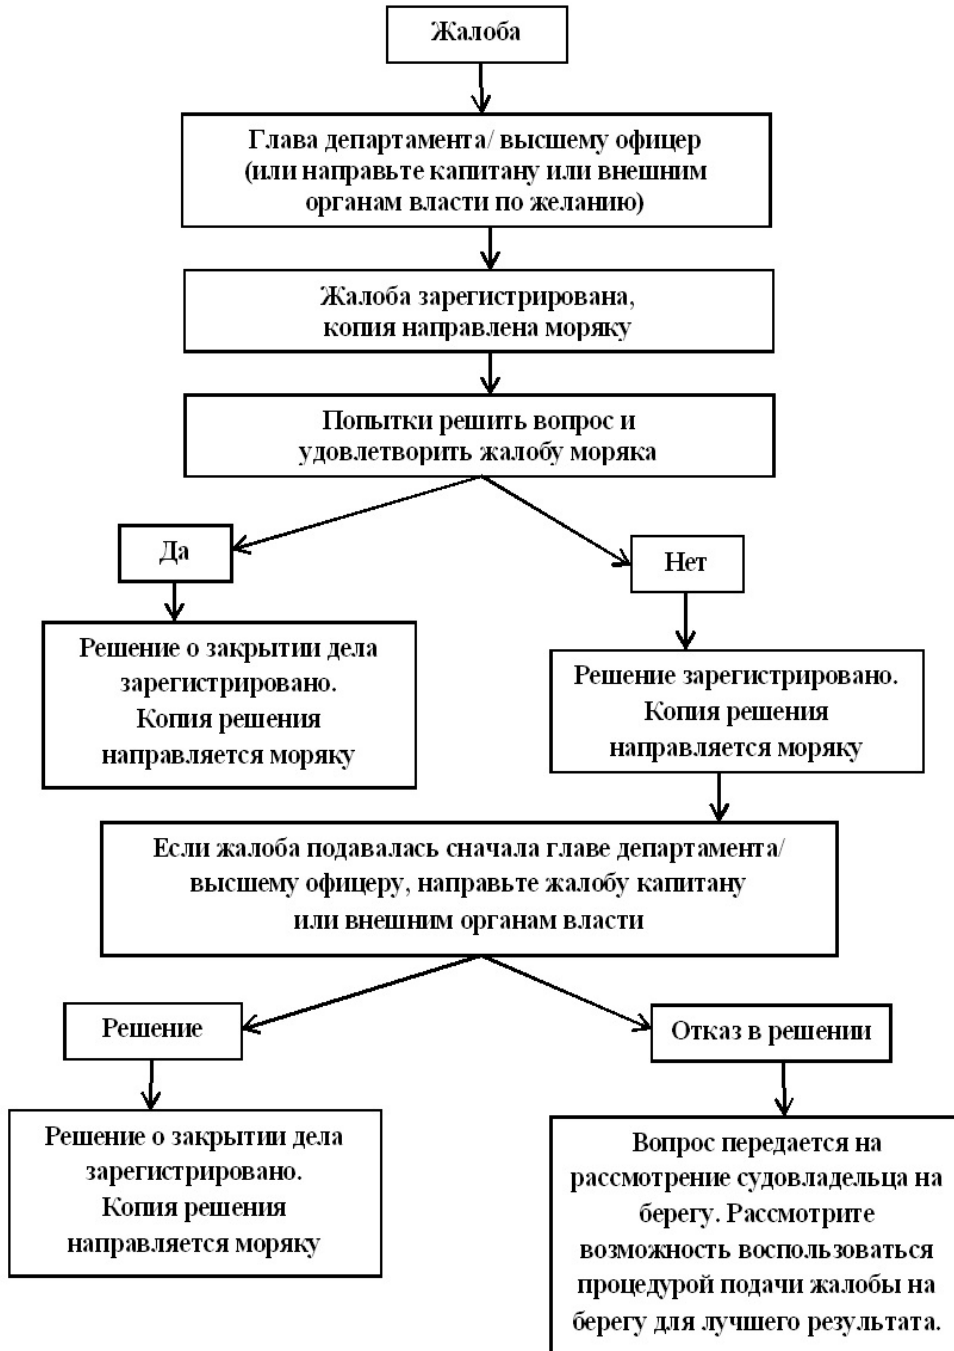 Жалоба
Глава департамента/ высшему офицер
(или направьте капитану или внешним
органам власти по желанию)
Жалоба зарегистрирована,
копия направлена моряку
Попытки решить вопрос и
удовлетворить жалобу моряка
Да
Нет
Решение о закрытии дела
зарегистрировано.
Копия решения
направляется моряку
Решение зарегистрировано.
Копия решения
направляется моряку
Если жалоба подавалась сначала главе департамента/
высшему офицеру, направьте жалобу капитану
или внешним органам власти
Решение
Отказ в решении
Решение о закрытии дела
зарегистрировано.
Копия решения
направляется моряку
Вопрос передается на
рассмотрение судовладельца на
берегу. Рассмотрите
возможность воспользоваться
процедурой подачи жалобы на
берегу для лучшего результата.